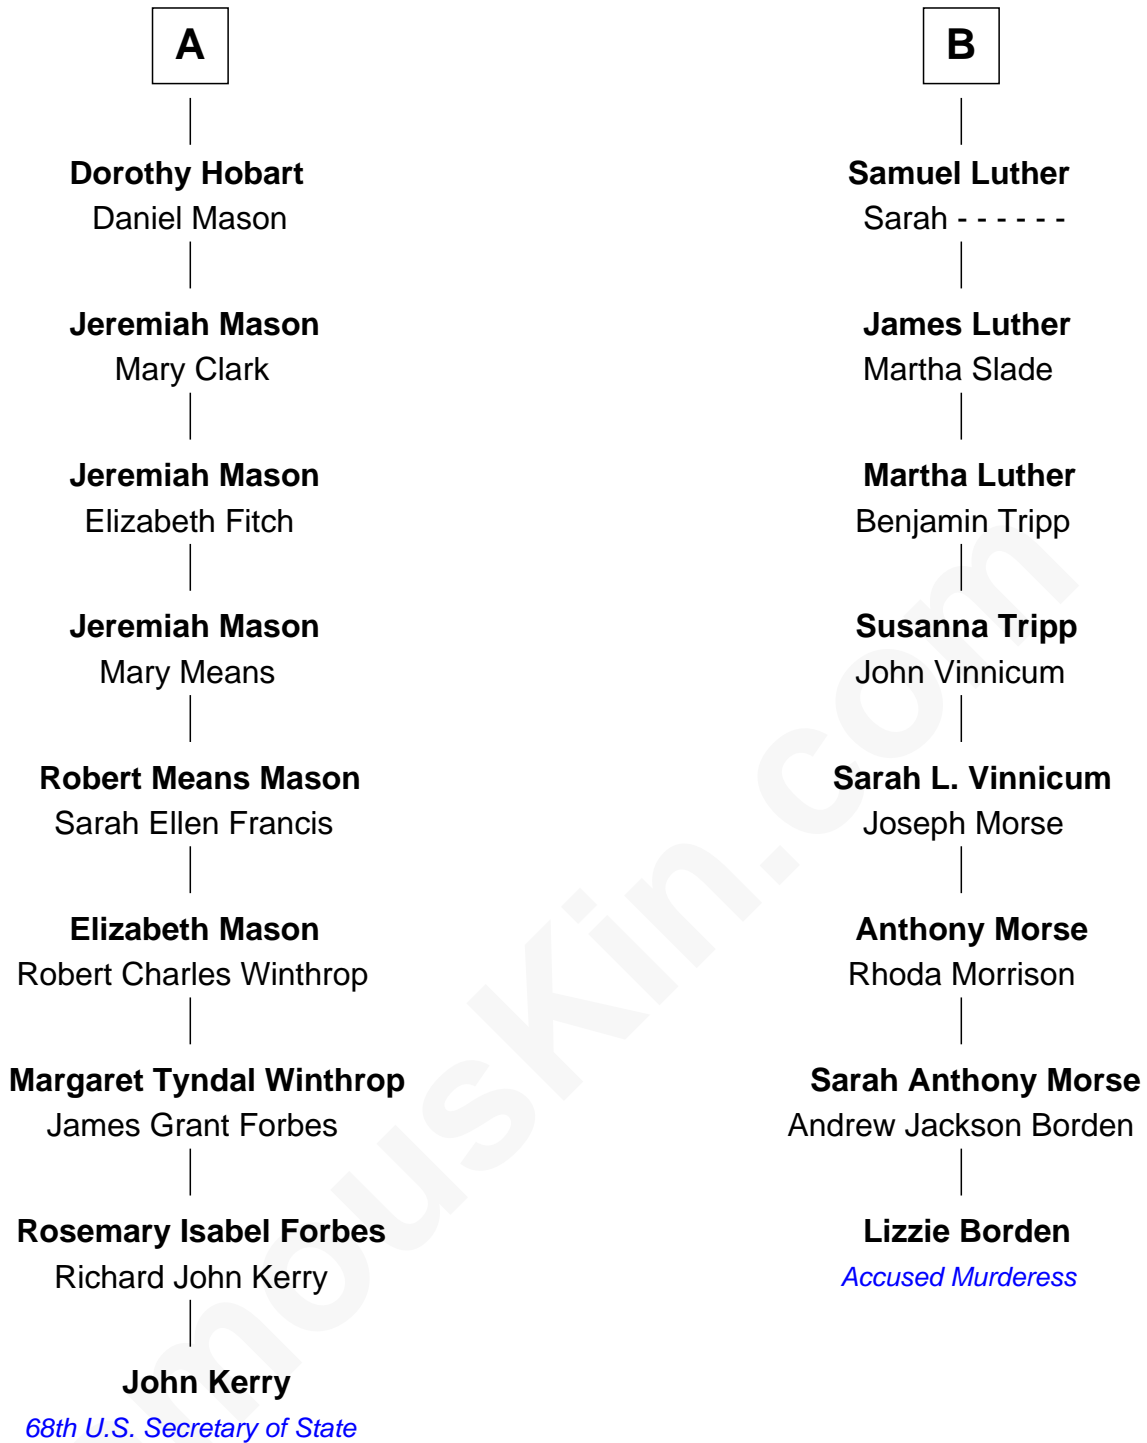 A
Dorothy Hobart
Daniel Mason
Jeremiah Mason
Mary Clark
Jeremiah Mason
Elizabeth Fitch
Jeremiah Mason
Mary Means
Robert Means Mason
Sarah Ellen Francis
Elizabeth Mason
Robert Charles Winthrop
Margaret Tyndal Winthrop
James Grant Forbes
Rosemary Isabel Forbes
Richard John Kerry
John Kerry
68th U.S. Secretary of State
B
Samuel Luther
Sarah - - - - - -
James Luther
Martha Slade
Martha Luther
Benjamin Tripp
Susanna Tripp
John Vinnicum
Sarah L. Vinnicum
Joseph Morse
Anthony Morse
Rhoda Morrison
Sarah Anthony Morse
Andrew Jackson Borden
Lizzie Borden
Accused Murderess
mousKin.com